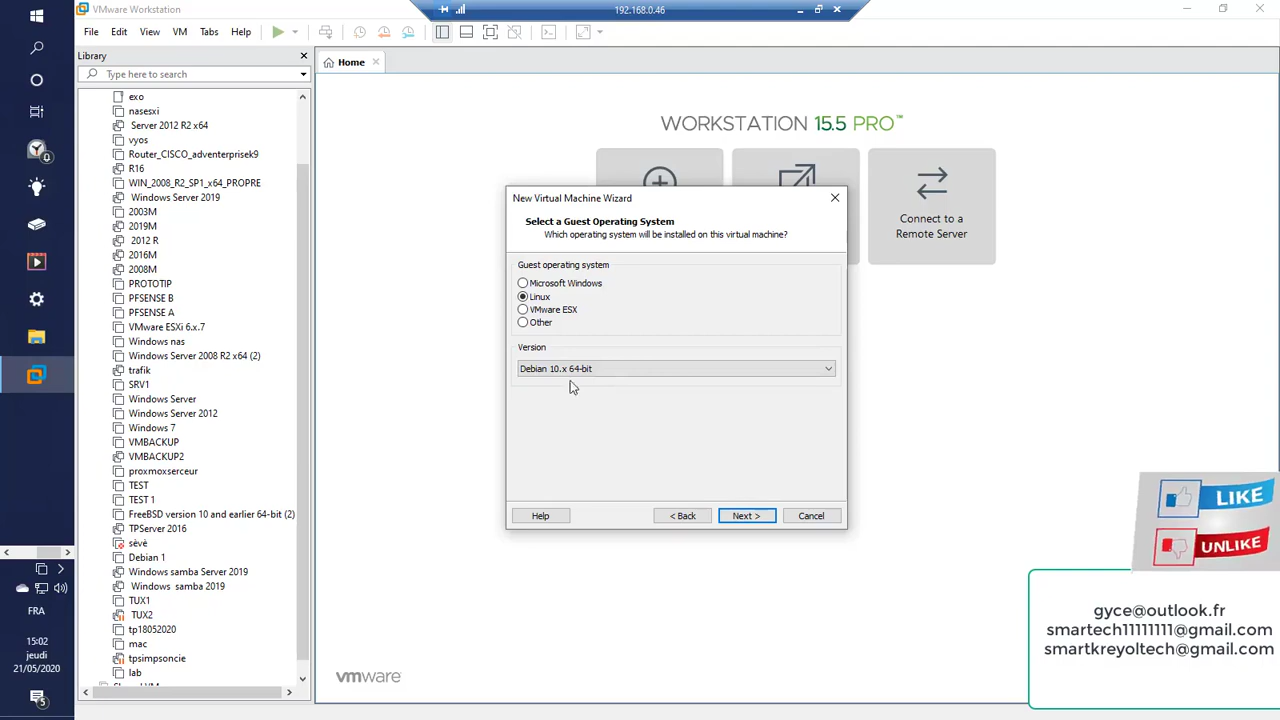 VMware Workstation
192.168.0.46
File Edit View VM Tabs Help
Library
Type here to search
Home
exo
nasesxi
Server 2012 R2 x64
vyos
Router_CISCO_adventerprisek9
R16
WIN_2008_R2_SP1_x64_PROPRE
Windows Server 2019
2003M
2019M
2012 R
2016M
2008M
PROTOTIP
PFSENSE B
PFSENSE A
VMware ESXi 6.x.7
Windows nas
Windows Server 2008 R2 x64 (2)
trafik
SRV1
Windows Server
Windows Server 2012
Windows 7
VMBACKUP
VMBACKUP2
proxmoxserceur
TEST
TEST 1
FreeBSD version 10 and earlier 64-bit (2)
TPServer 2016
sèvè
Debian 1
Windows samba Server 2019
Windows samba 2019
TUX1
TUX2
tp18052020
mac
tpsimpsoncie
lab
WORKSTATION 15.5 PRO™
Connect to a
Remote Server
New Virtual Machine Wizard
Select a Guest Operating System
Which operating system will be installed on this virtual machine?
Guest operating system
Microsoft Windows
Linux
VMware ESX
Other
Version
Debian 10.x 64-bit
Help
< Back
Next >
Cancel
vmware
LIKE
UNLIKE
gyce@outlook.fr
smartech11111111@gmail.com
smartkreyoltech@gmail.com
FRA
15:02
jeudi
21/05/2020
5